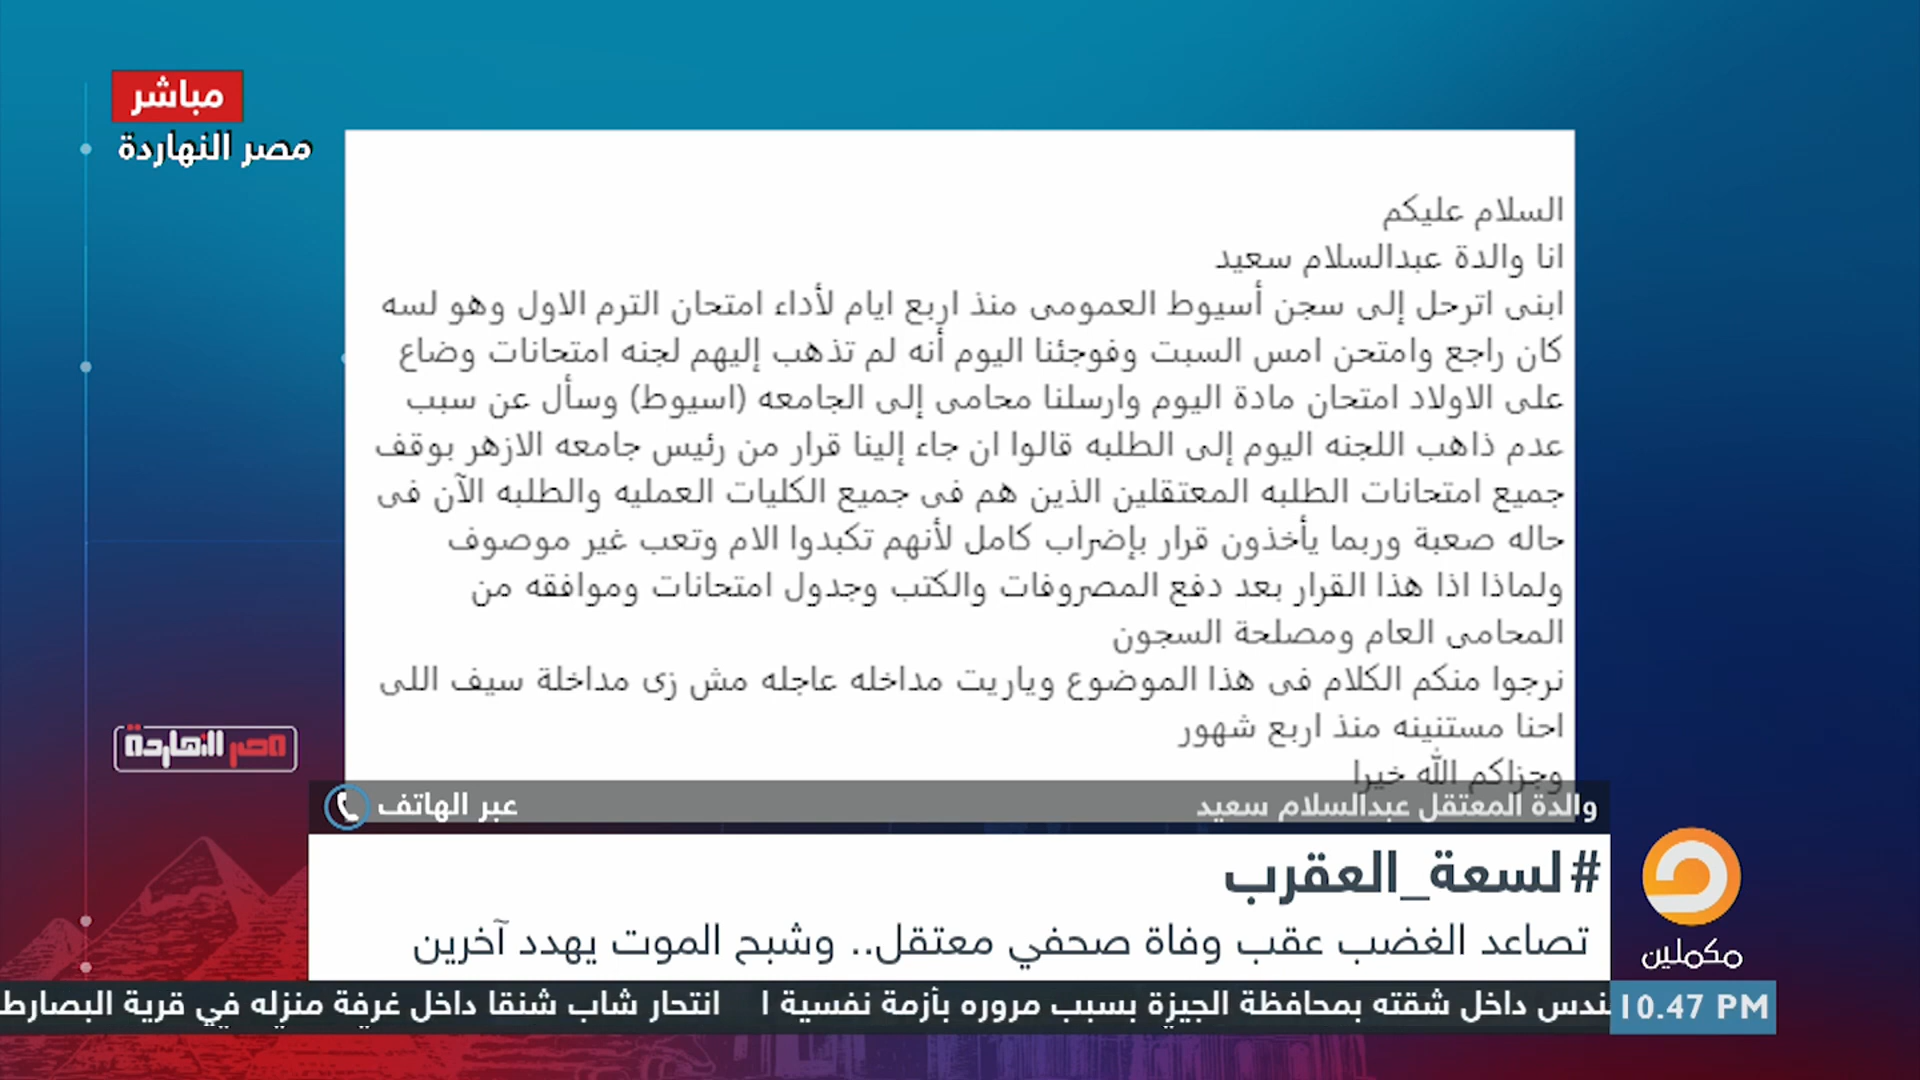 مباشر
مصر النهاردة
السلام عليكم
انا والدة عبدالسلام سعيد
ابنى اترحل إلى سجن أسيوط العمومى منذ اربع ايام لأداء امتحان الترم الاول وهو لسه
كان راجع وامتحن امس السبت وفوجئنا اليوم أنه لم تذهب إليهم لجنه امتحانات وضاع
على الاولاد امتحان مادة اليوم وارسلنا محامى إلى الجامعه (اسيوط) وسأل عن سبب
عدم ذاهب اللجنه اليوم إلى الطلبه قالوا ان جاء إلينا قرار من رئيس جامعه الازهر بوقف
جميع امتحانات الطلبه المعتقلين الذين هم فى جميع الكليات العمليه والطلبه الآن فى
حاله صعبة وربما يأخذون قرار بإضراب كامل لأنهم تكبدوا الام وتعب غير موصوف
ولماذا اذا هذا القرار بعد دفع المصروفات والكتب وجدول امتحانات وموافقه من
المحامى العام ومصلحة السجون
نرجوا منكم الكلام فى هذا الموضوع وياريت مداخله عاجله مش زى مداخلة سيف اللى
احنا مستنينه منذ اربع شهور
وجزاكم الله خيرا
مصر النهاردة
والدة المعتقل عبدالسلام سعيد
عبر الهاتف
#لسعة_العقرب
تصاعد الغضب عقب وفاة صحفي معتقل.. وشبح الموت يهدد آخرين
مكملين
داخل شقته بمحافظة الجيزة بسبب مروره بأزمة نفسية ا انتحار شاب شنقا داخل غرفة منزله في قرية
10.47 PM